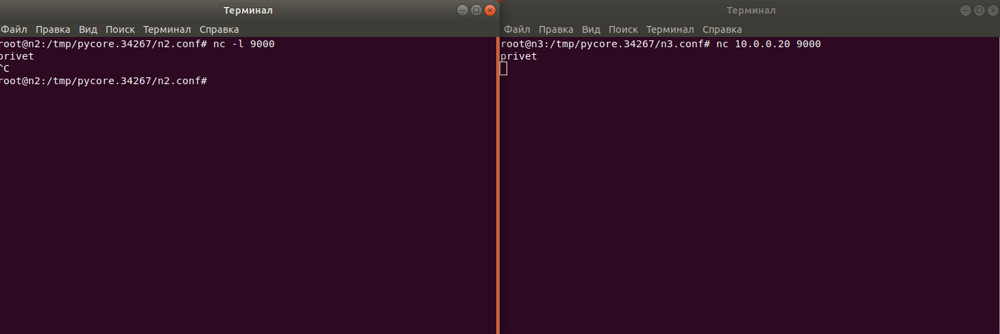 Терминал
Файл Правка Вид Поиск Терминал Справка
root@n2:/tmp/pycore.34267/n2.conf# nc -l 9000
privet
^C
root@n2:/tmp/pycore.34267/n2.conf#
Терминал
Файл Правка Вид Поиск Терминал Справка
root@n3:/tmp/pycore.34267/n3.conf# nc 10.0.0.20 9000
privet